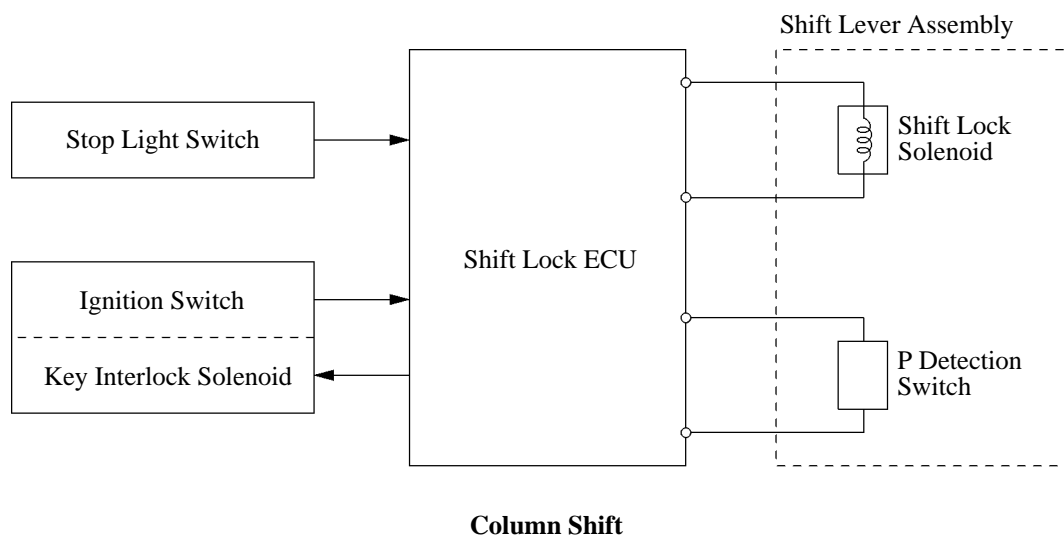 Shift Lever Assembly
Stop Light Switch
Shift Lock
Solenoid
Shift Lock ECU
Ignition Switch
Key Interlock Solenoid
P Detection
Switch
Column Shift